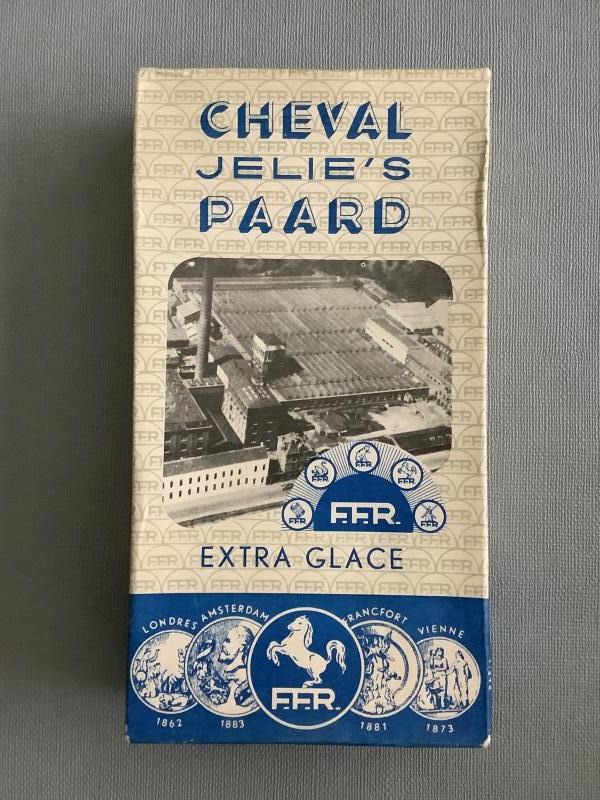 CHEVAL
JELIE'S
PAARD
F.F.R.
EXTRA GLACE
LONDRES
AMSTERDAM
FRANCFORT
VIENNE
F.F.R.
1862
1883
1881
1873